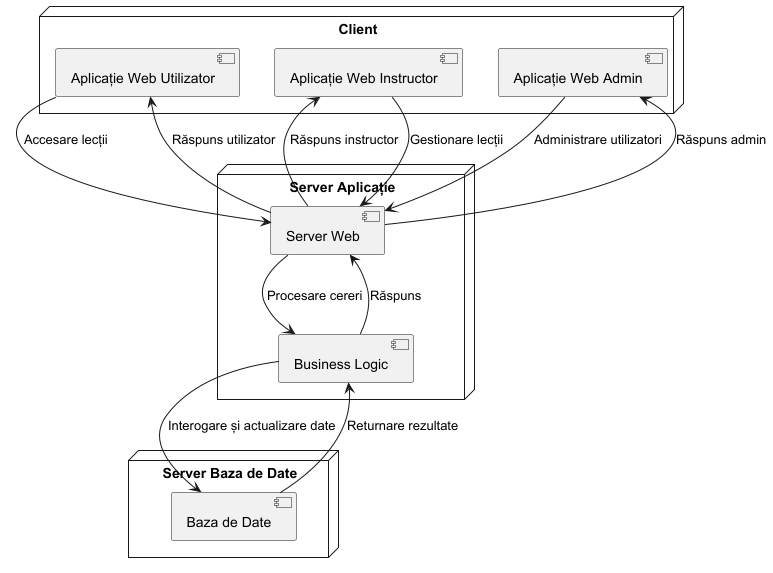 Client
Aplicație Web Utilizator
Aplicație Web Instructor
Aplicație Web Admin
Accesare lecții
Răspuns utilizator
Răspuns instructor
Gestionare lecții
Administrare utilizatori
Răspuns admin
Server Aplicație
Server Web
Procesare cereri
Răspuns
Business Logic
Interogare și actualizare date
Returnare rezultate
Server Baza de Date
Baza de Date